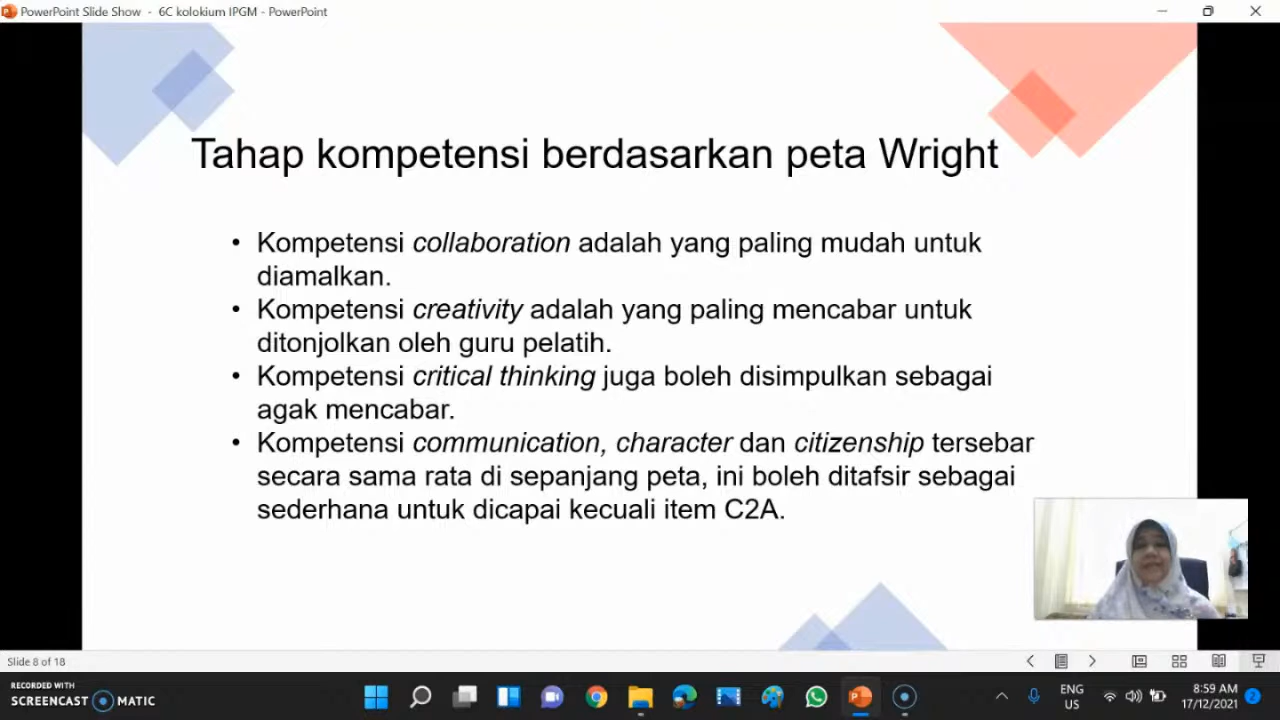 PowerPoint Slide Show - 6C kolokium IPGM - PowerPoint
Tahap kompetensi berdasarkan peta Wright
• Kompetensi collaboration adalah yang paling mudah untuk
diamalkan.
• Kompetensi creativity adalah yang paling mencabar untuk
ditonjolkan oleh guru pelatih.
• Kompetensi critical thinking juga boleh disimpulkan sebagai
agak mencabar.
• Kompetensi communication, character dan citizenship tersebar
secara sama rata di sepanjang peta, ini boleh ditafsir sebagai
sederhana untuk dicapai kecuali item C2A.
Slide 8 of 18
RECORDED WITH
SCREENCAST MATIC
ENG
US
8:59 AM
17/12/2021
2